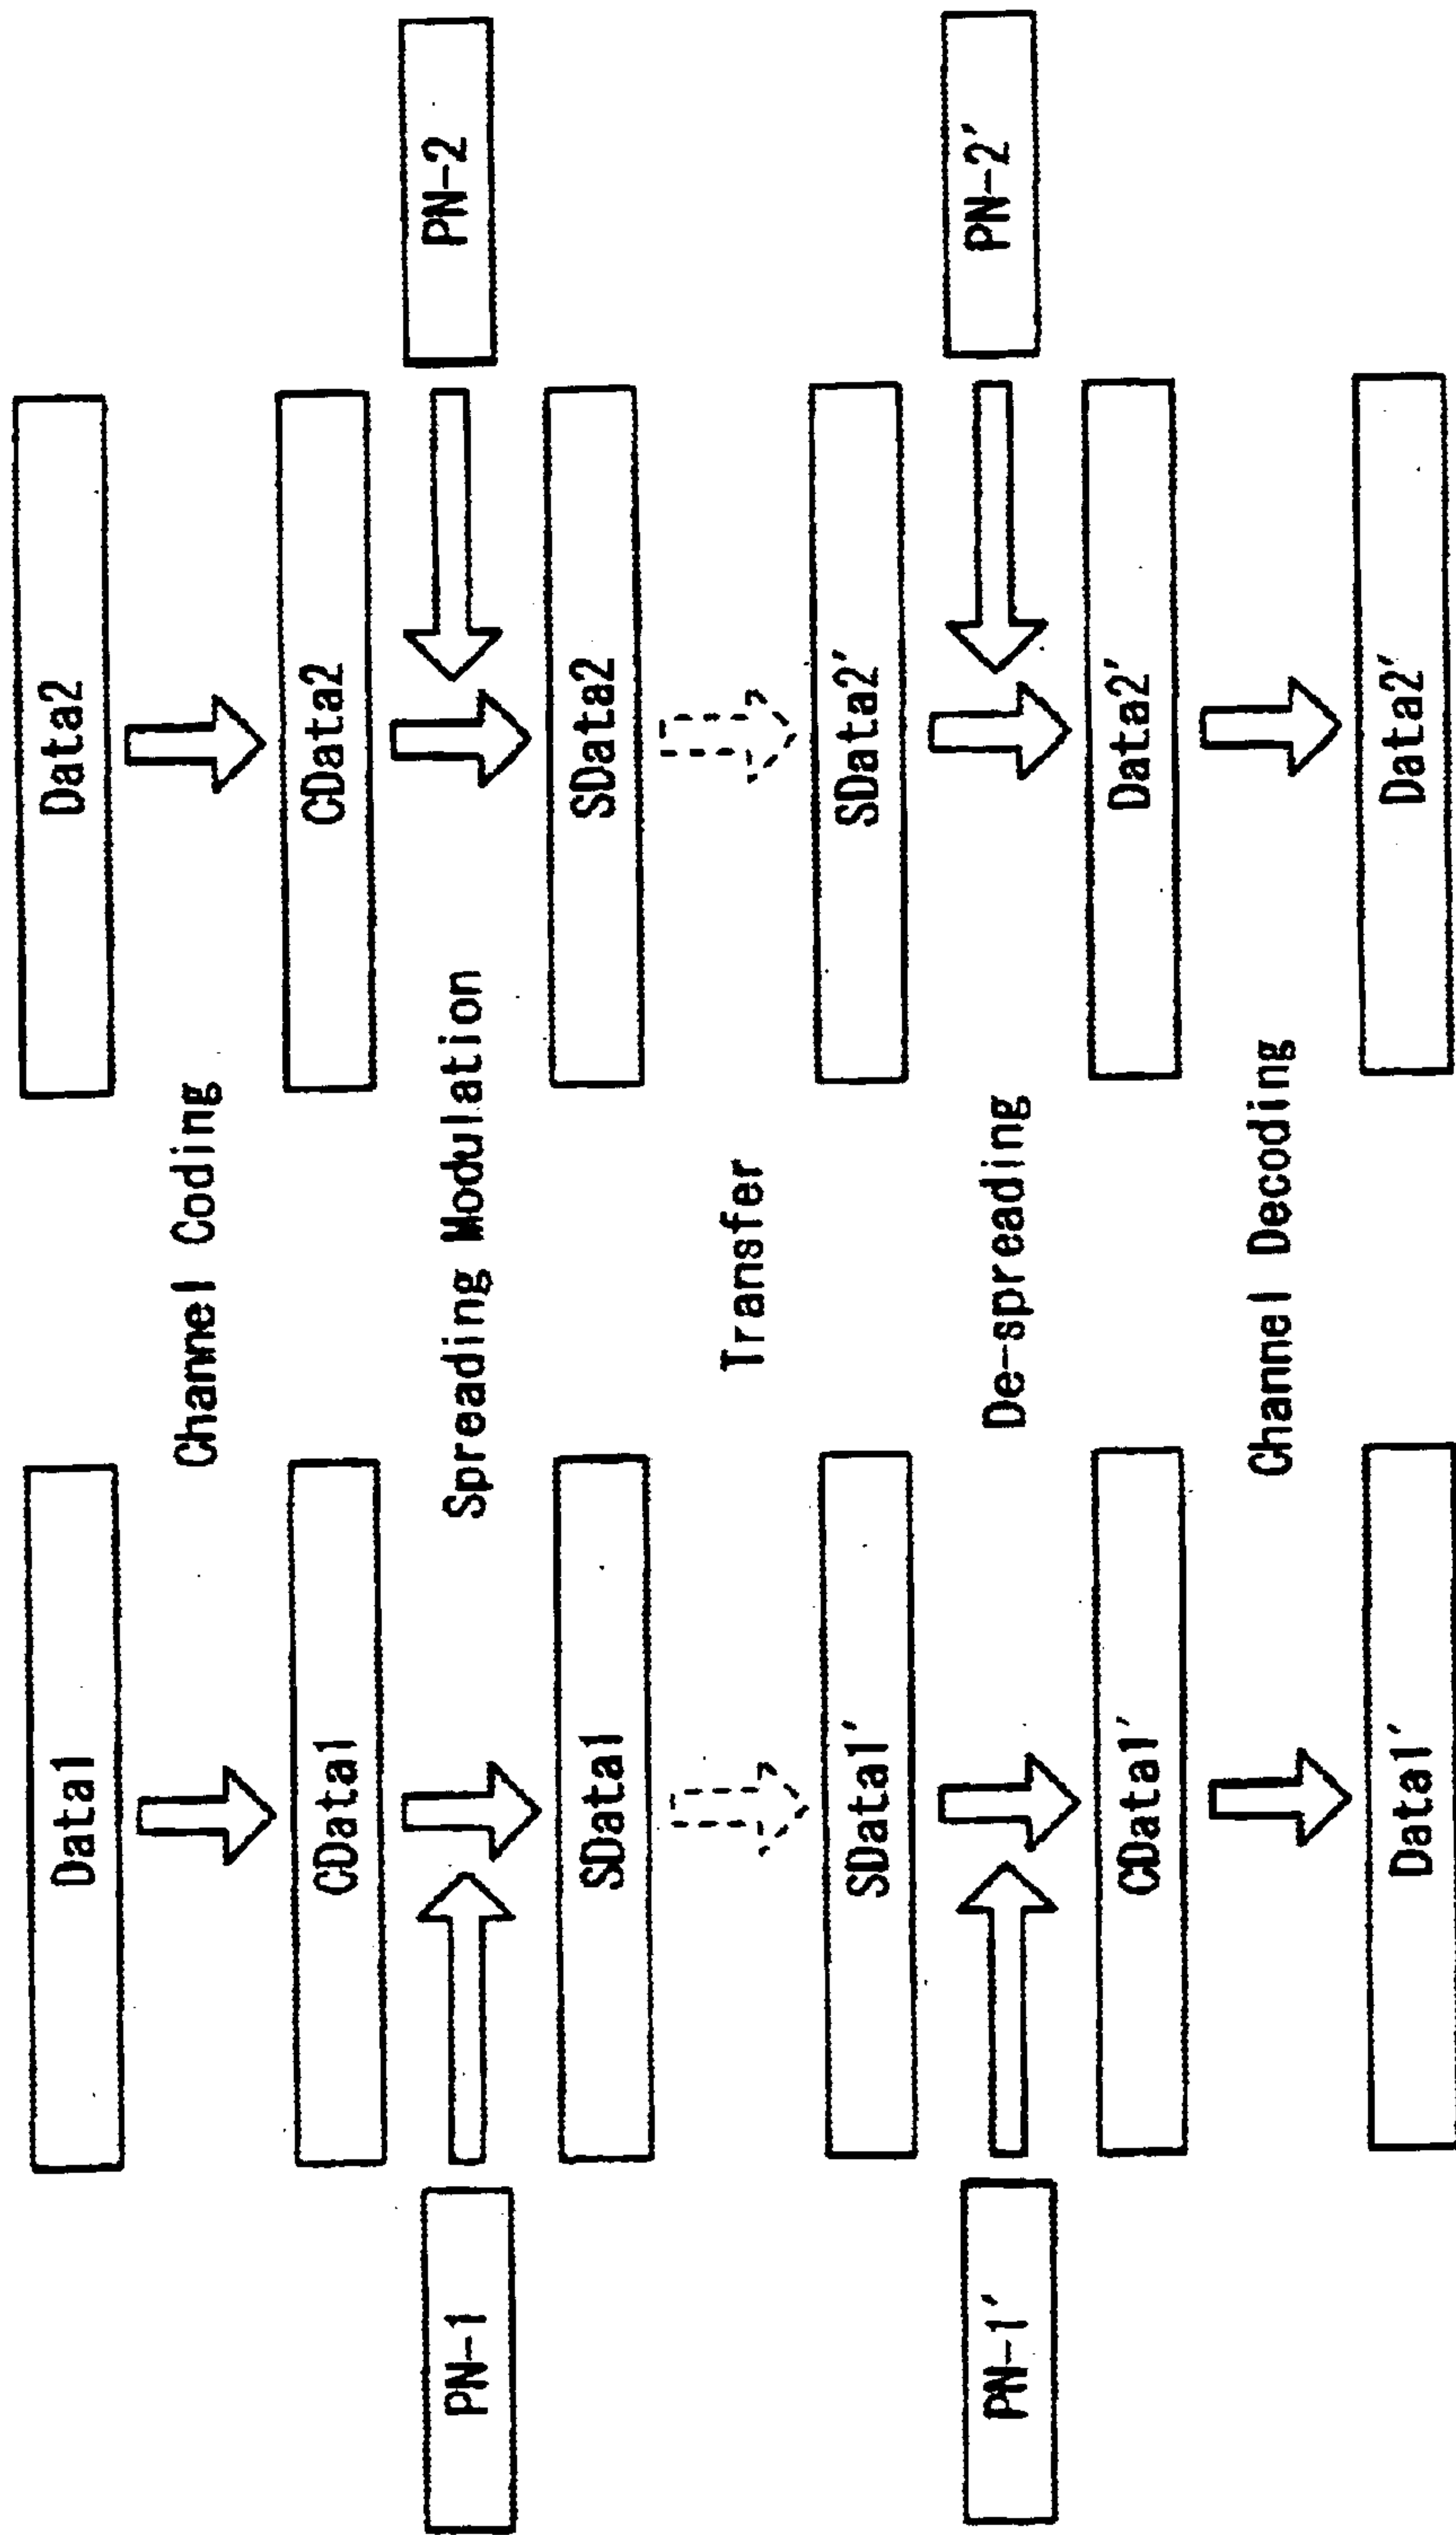 Data1
Data2
Channel Coding
CData1
CData2
PN-1
Spreading Modulation
PN-2
SData1
SData2
Transfer
SData1′
SData2′
PN-1′
De-spreading
PN-2′
CData1′
Data2′
Channel Decoding
Data1′
Data2′